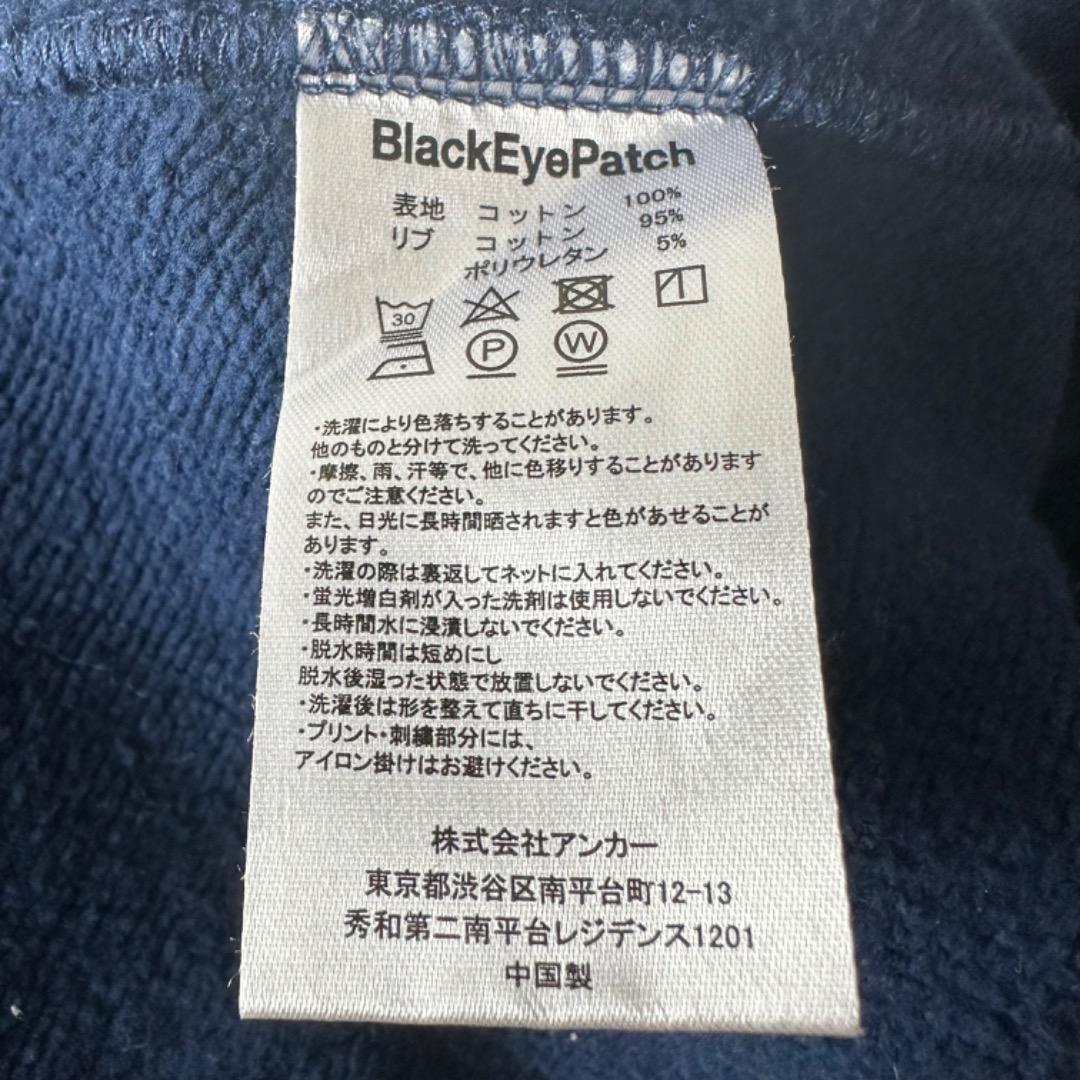 BlackEyePatch
表地 コットン 100%
リブ コットン 95%
ポリウレタン 5%
30
P W
・洗濯により色落ちすることがあります。
他のものと分けて洗ってください。
・摩擦、雨、汗等で、他に色移りすることがあります
のでご注意ください。
また、日光に長時間晒されますと色があせることが
あります。
・洗濯の際は裏返してネットに入れてください。
・蛍光増白剤が入った洗剤は使用しないでください。
・長時間水に浸漬しないでください。
・脱水時間は短めにし
脱水後湿った状態で放置しないでください。
・洗濯後は形を整えて直ちに干してください。
・プリント・刺繍部分には、
アイロン掛けはお避けください。
株式会社アンカー
東京都渋谷区南平台町12-13
秀和第二南平台レジデンス1201
中国製